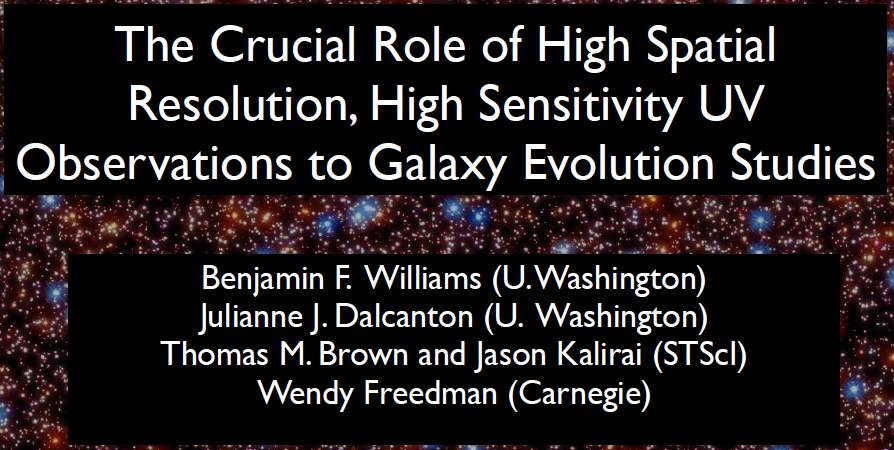 The Crucial Role of High Spatial
Resolution, High Sensitivity UV
Observations to Galaxy Evolution Studies
Benjamin F. Williams (U. Washington)
Julianne J. Dalcanton (U. Washington)
Thomas M. Brown and Jason Kalirai (STScI)
Wendy Freedman (Carnegie)